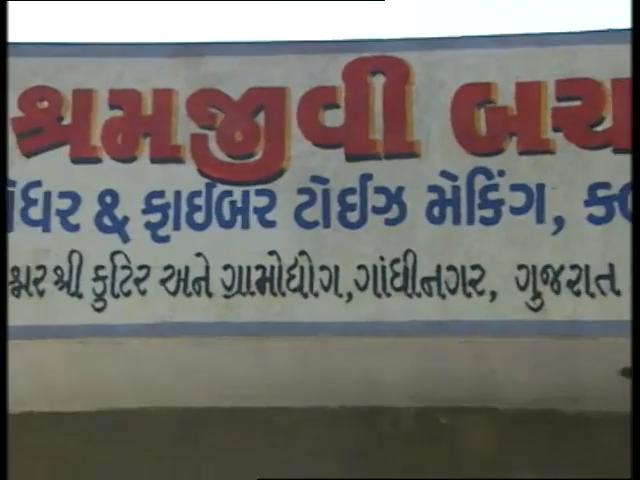 શ્રમજીવી બચ
ધર & ફાઈબર ટોઈઝ મેકિંગ,
શ્રી કુટિર અને ગ્રામોદ્યોગ,ગાંધીનગર, ગુજરાત